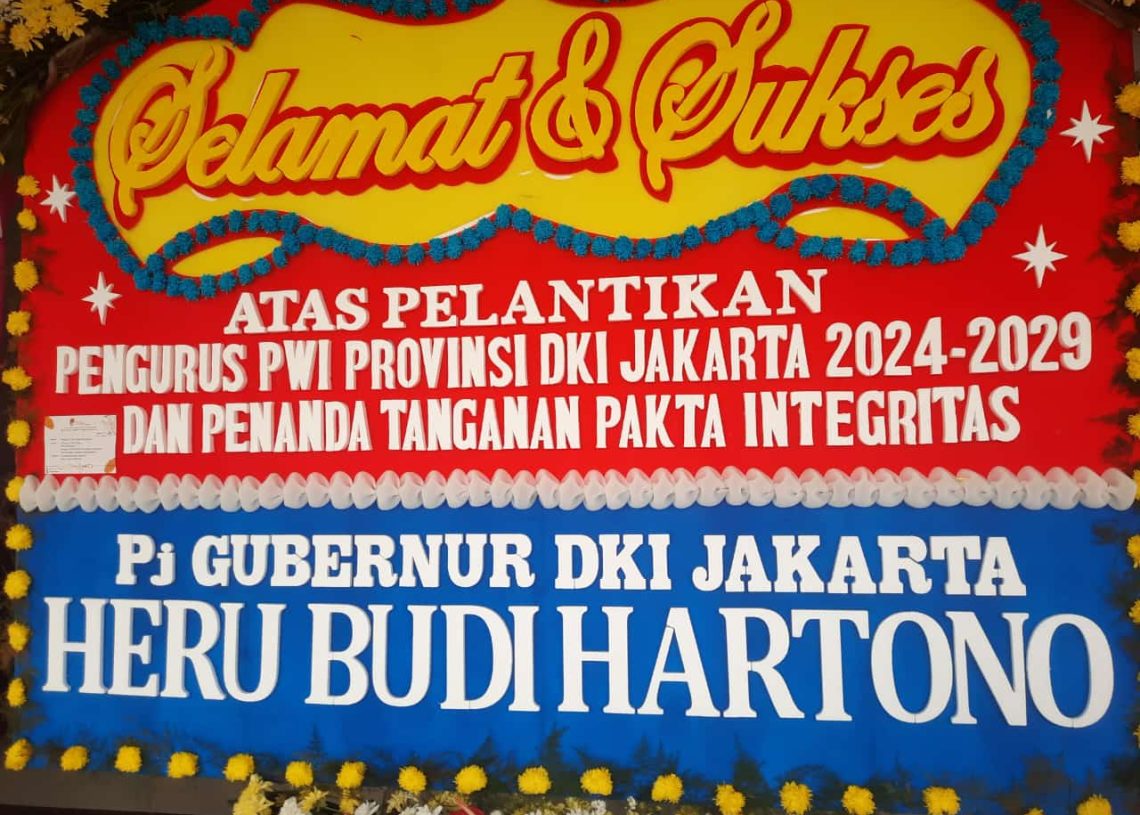 Selamat & Sukses
ATAS PELANTIKAN
PENGURUS PWI PROVINSI DKI JAKARTA 2024-2029
DAN PENANDA TANGANAN PAKTA INTEGRITAS
Pj GUBERNUR DKI JAKARTA
HERU BUDI HARTONO